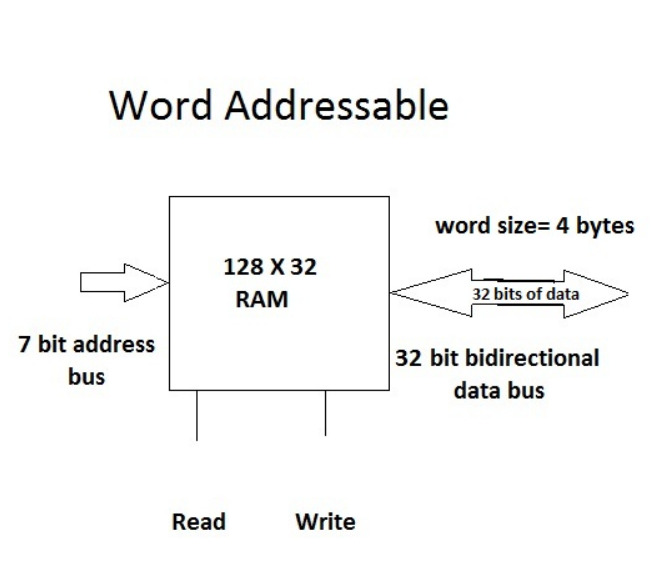 Word Addressable
word size= 4 bytes
128 X 32
RAM
32 bits of data
7 bit address
bus
32 bit bidirectional
data bus
Read
Write